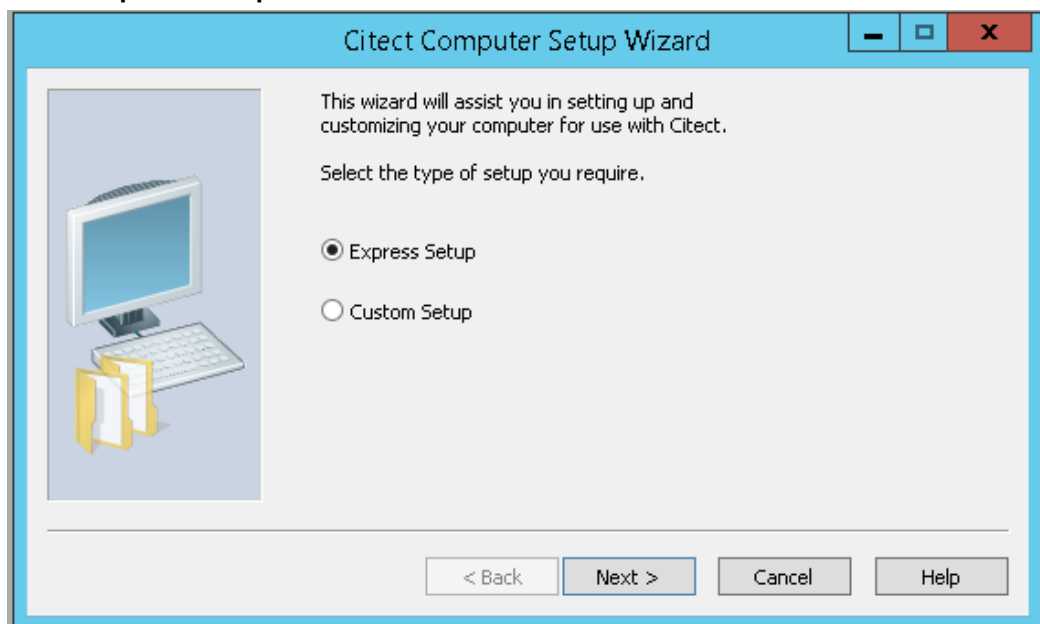 Citect Computer Setup Wizard
This wizard will assist you in setting up and
customizing your computer for use with Citect.
Select the type of setup you require.
Express Setup
Custom Setup
< Back Next > Cancel Help